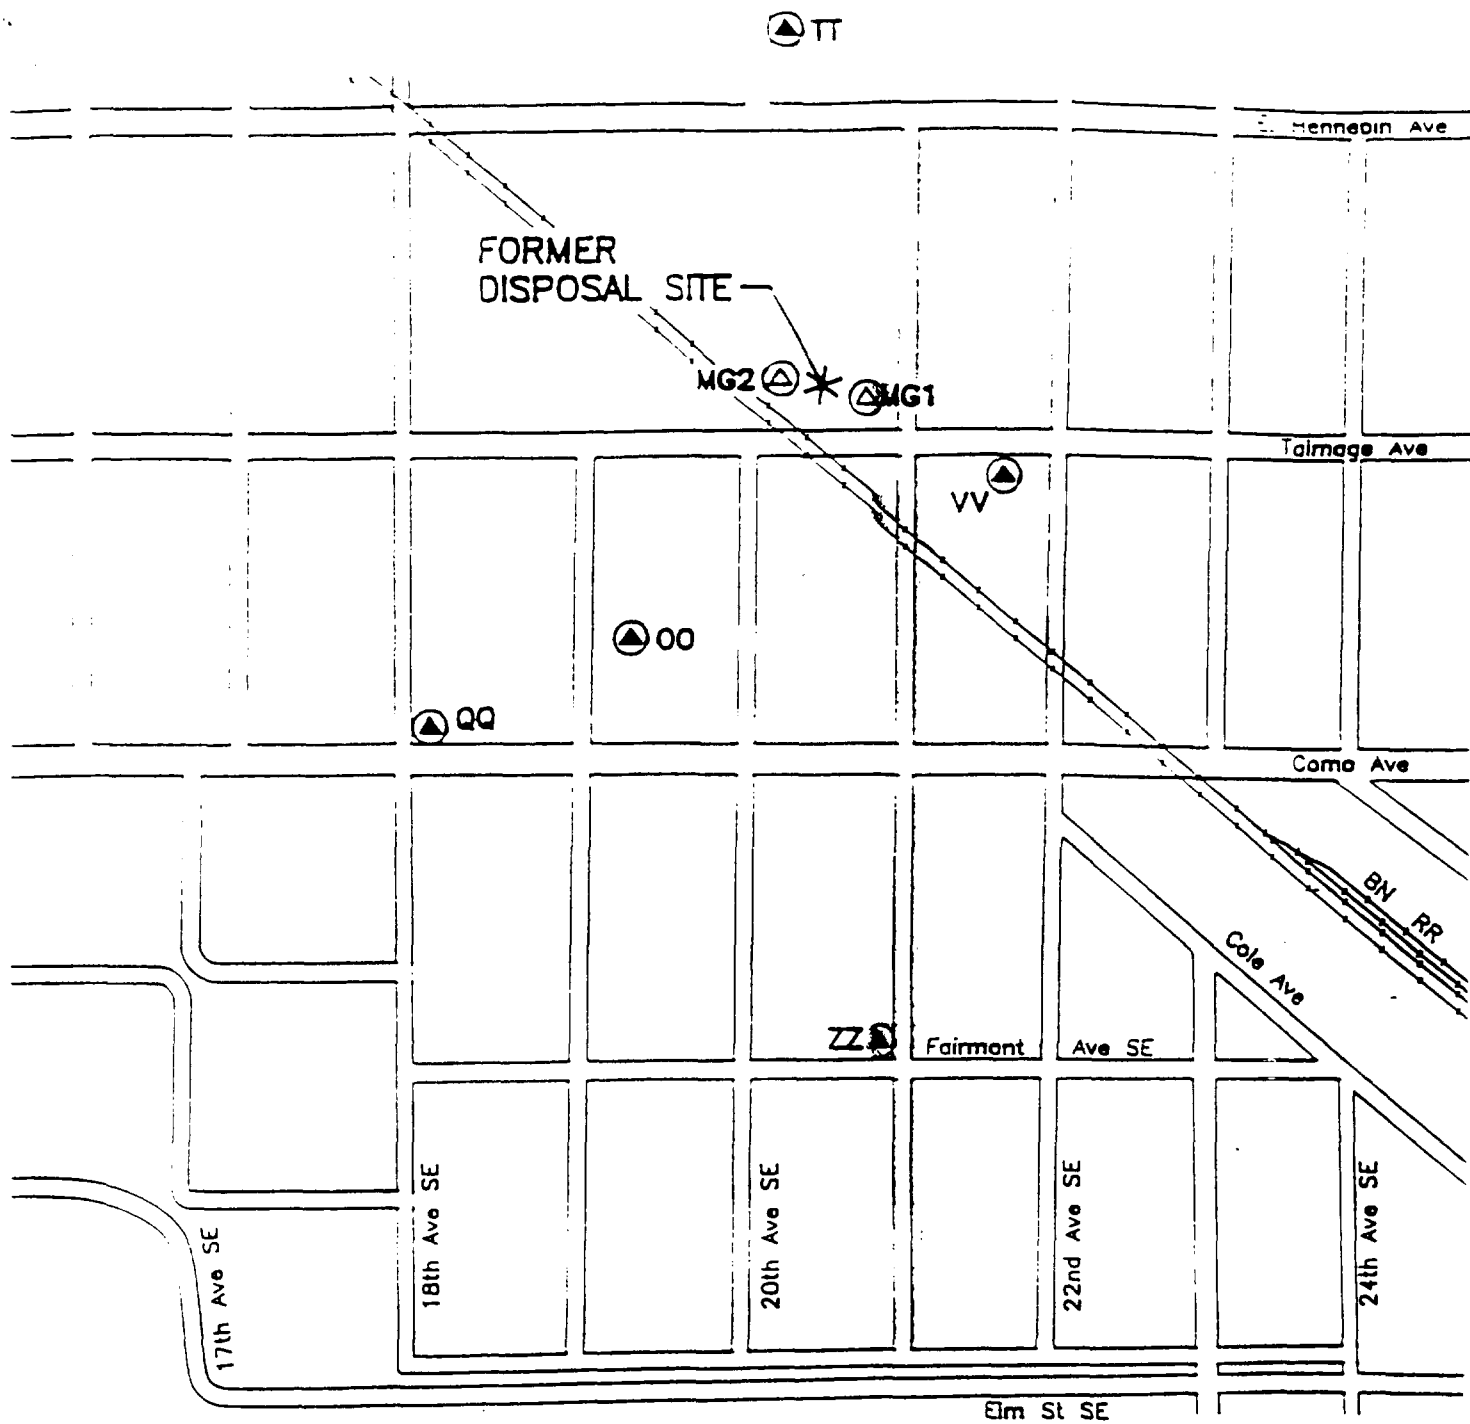 TT
E. Hennepin Ave
FORMER
DISPOSAL SITE
MG2
MG1
Talmage Ave
VV
OO
QQ
Como Ave
BN RR
Cole Ave
ZZ
Fairmont Ave SE
17th Ave SE
18th Ave SE
20th Ave SE
22nd Ave SE
24th Ave SE
Elm St SE